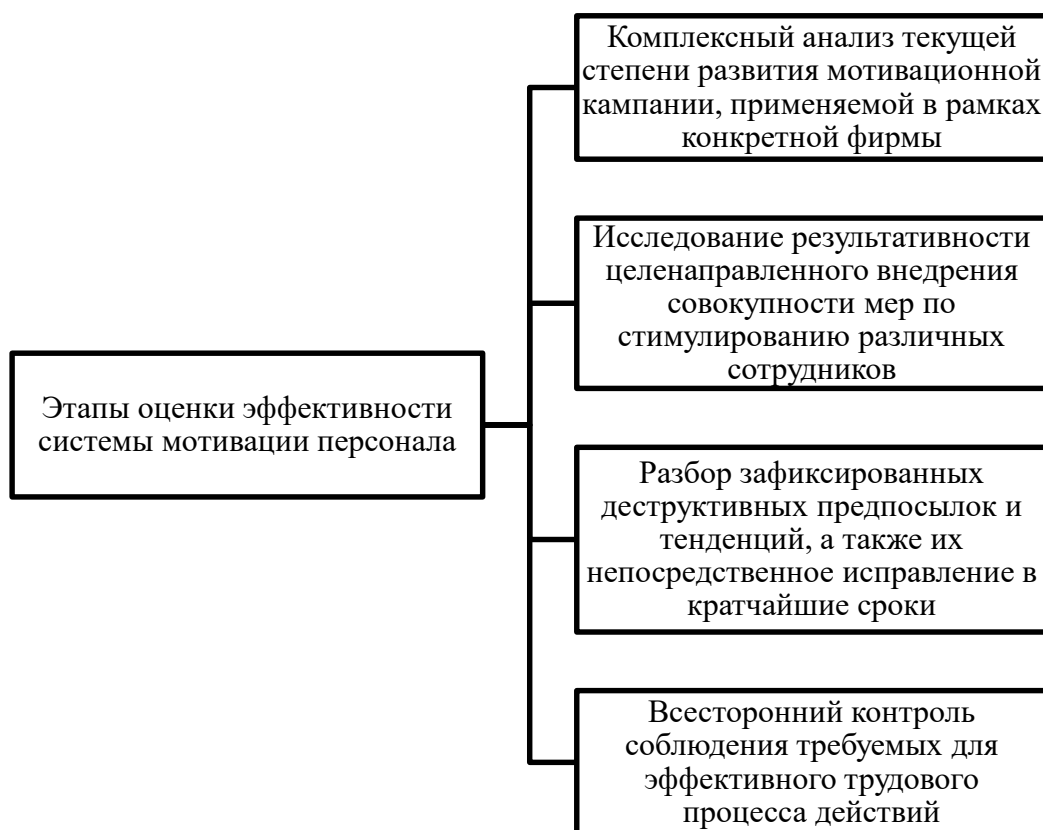 Этапы оценки эффективности
системы мотивации персонала
Комплексный анализ текущей
степени развития мотивационной
кампании, применяемой в рамках
конкретной фирмы
Исследование результативности
целенаправленного внедрения
совокупности мер по
стимулированию различных
сотрудников
Разбор зафиксированных
деструктивных предпосылок и
тенденций, а также их
непосредственное исправление в
кратчайшие сроки
Всесторонний контроль
соблюдения требуемых для
эффективного трудового
процесса действий